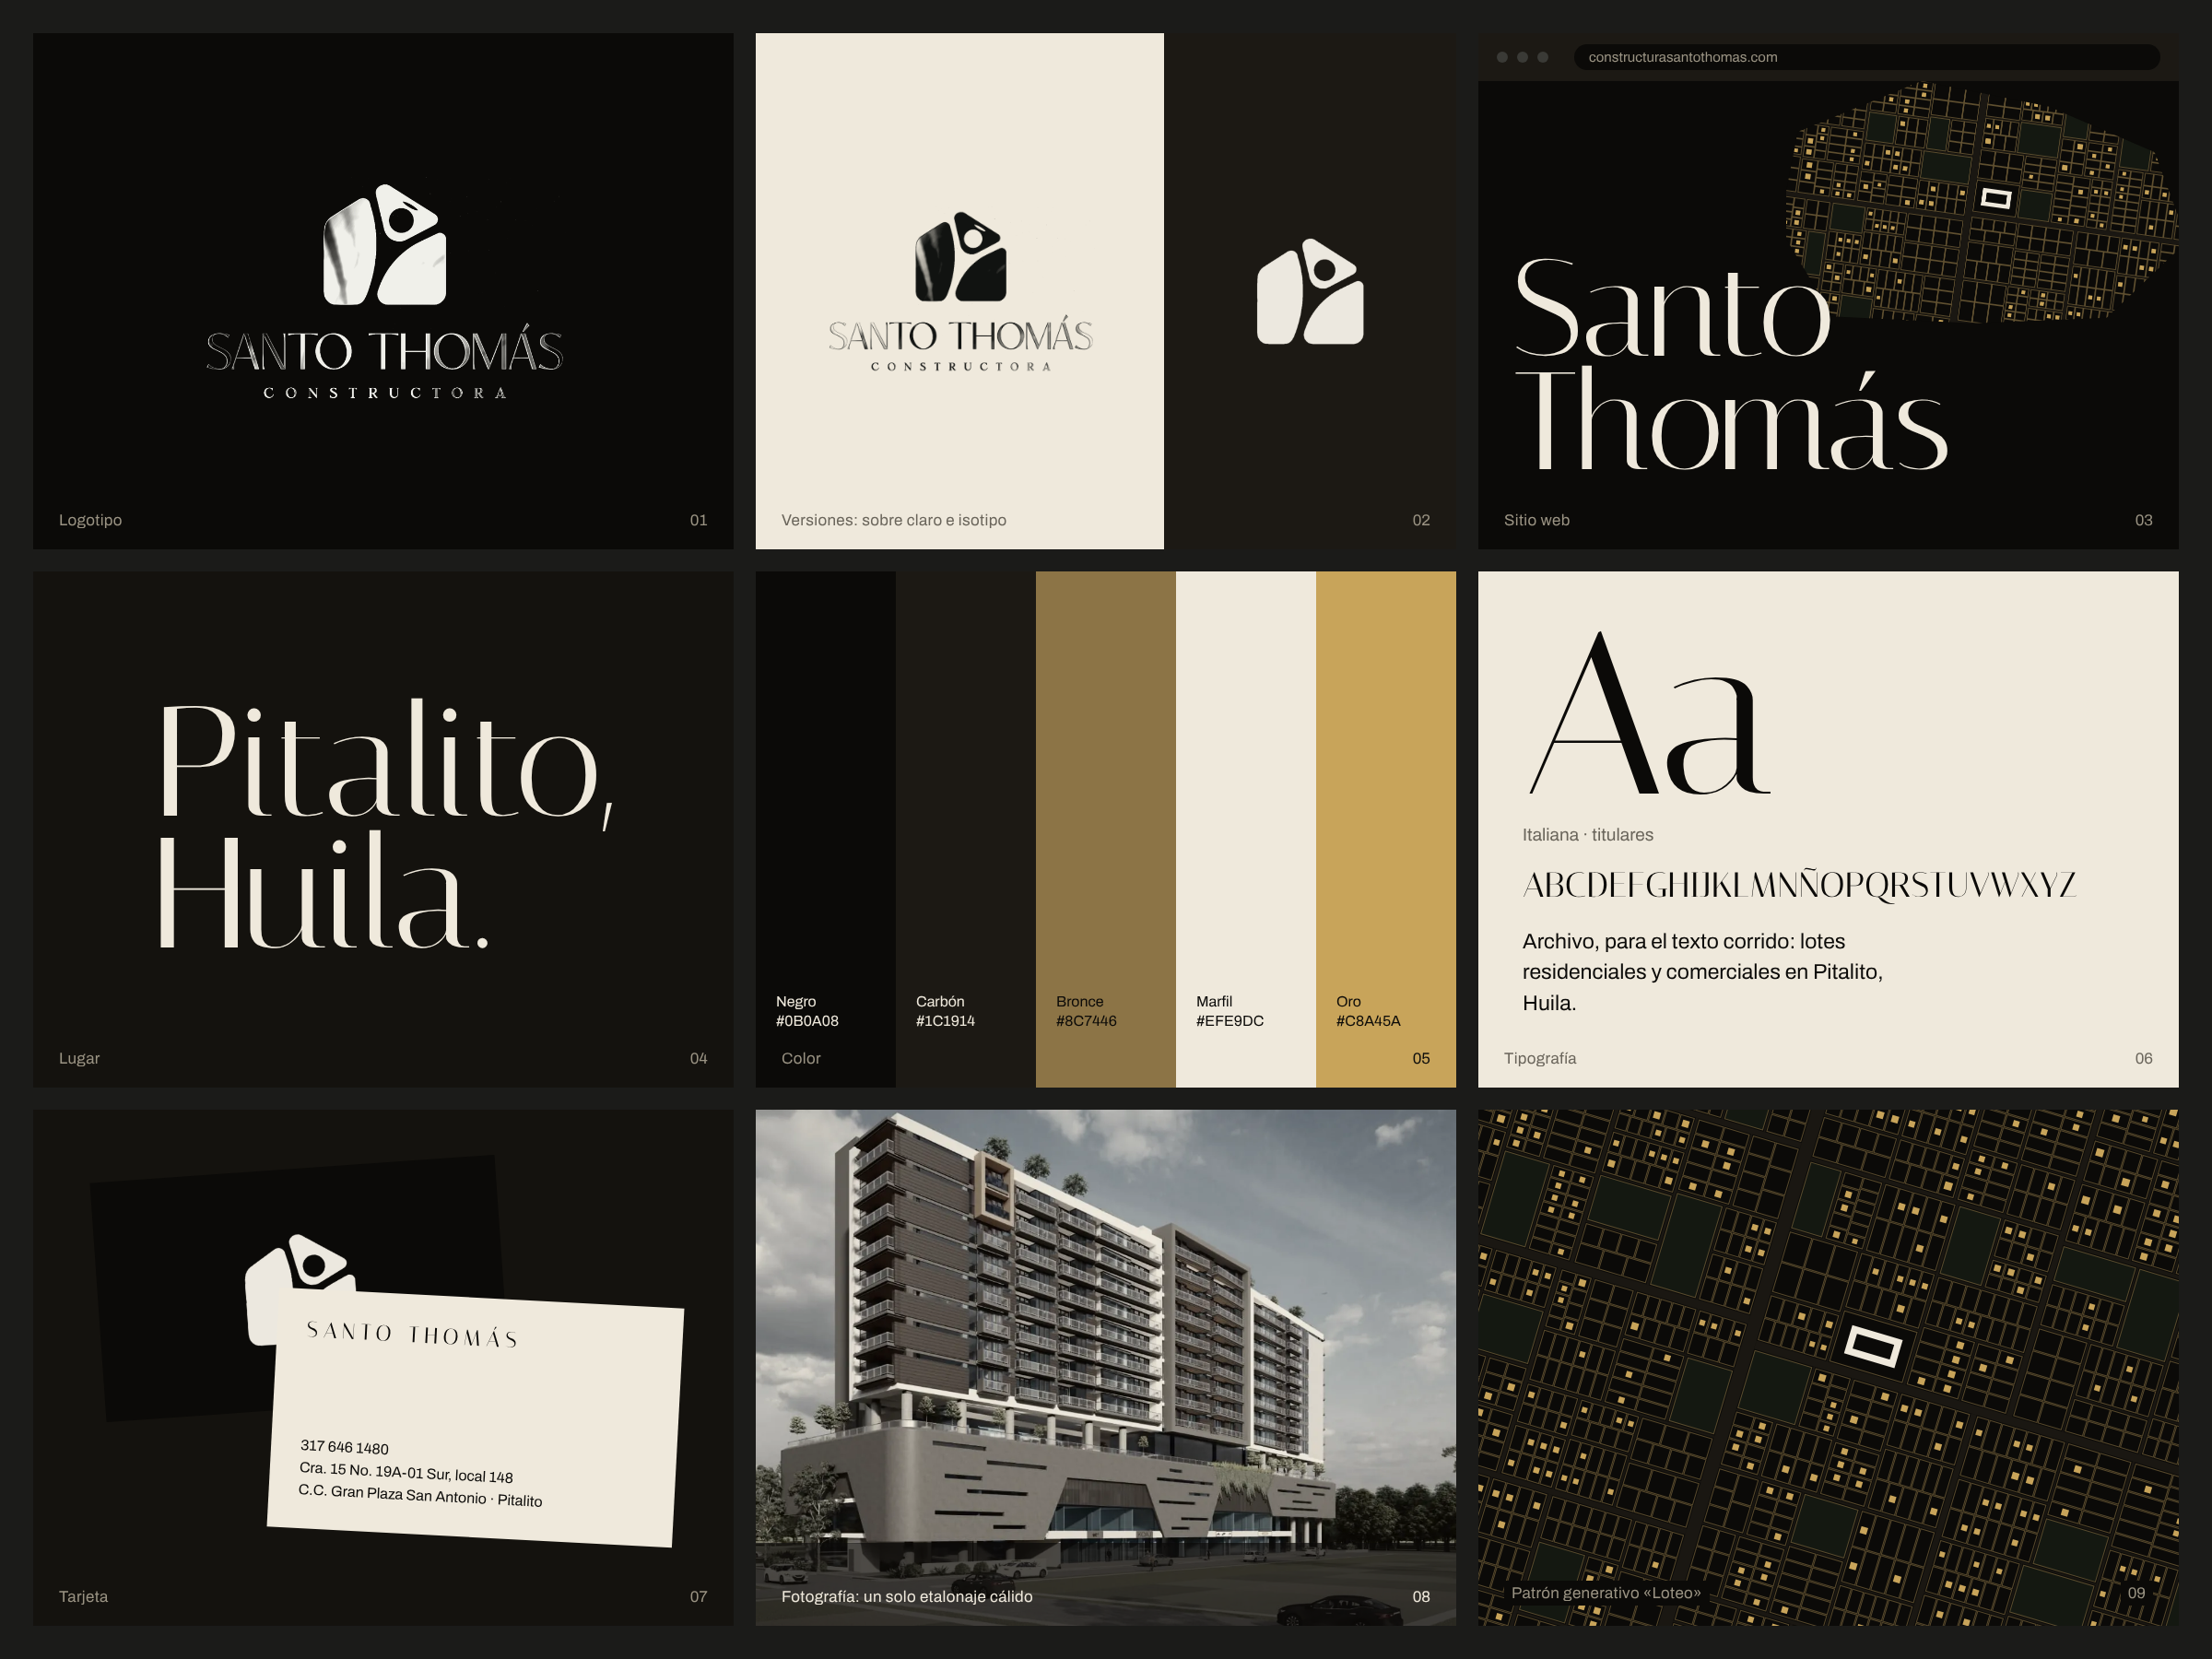 SANTO THOMÁS
CONSTRUCTORA
Logotipo
01
SANTO THOMÁS
CONSTRUCTORA
Versiones: sobre claro e isotipo
02
constructurasantothomas.com
Santo
Thomás
Sitio web
03
Pitalito,
Huila.
Lugar
04
Negro
#0B0A08
Carbón
#1C1914
Bronce
#8C7446
Marfil
#EFE9DC
Oro
#C8A45A
Color
05
Aa
Italiana · titulares
ABCDEFGHIJKLMNÑOPQRSTUVWXYZ
Archivo, para el texto corrido: lotes
residenciales y comerciales en Pitalito,
Huila.
Tipografía
06
SANTO THOMÁS
317 646 1480
Cra. 15 No. 19A-01 Sur, local 148
C.C. Gran Plaza San Antonio · Pitalito
Tarjeta
07
Fotografía: un solo etalonaje cálido
08
Patrón generativo «Loteo»
09